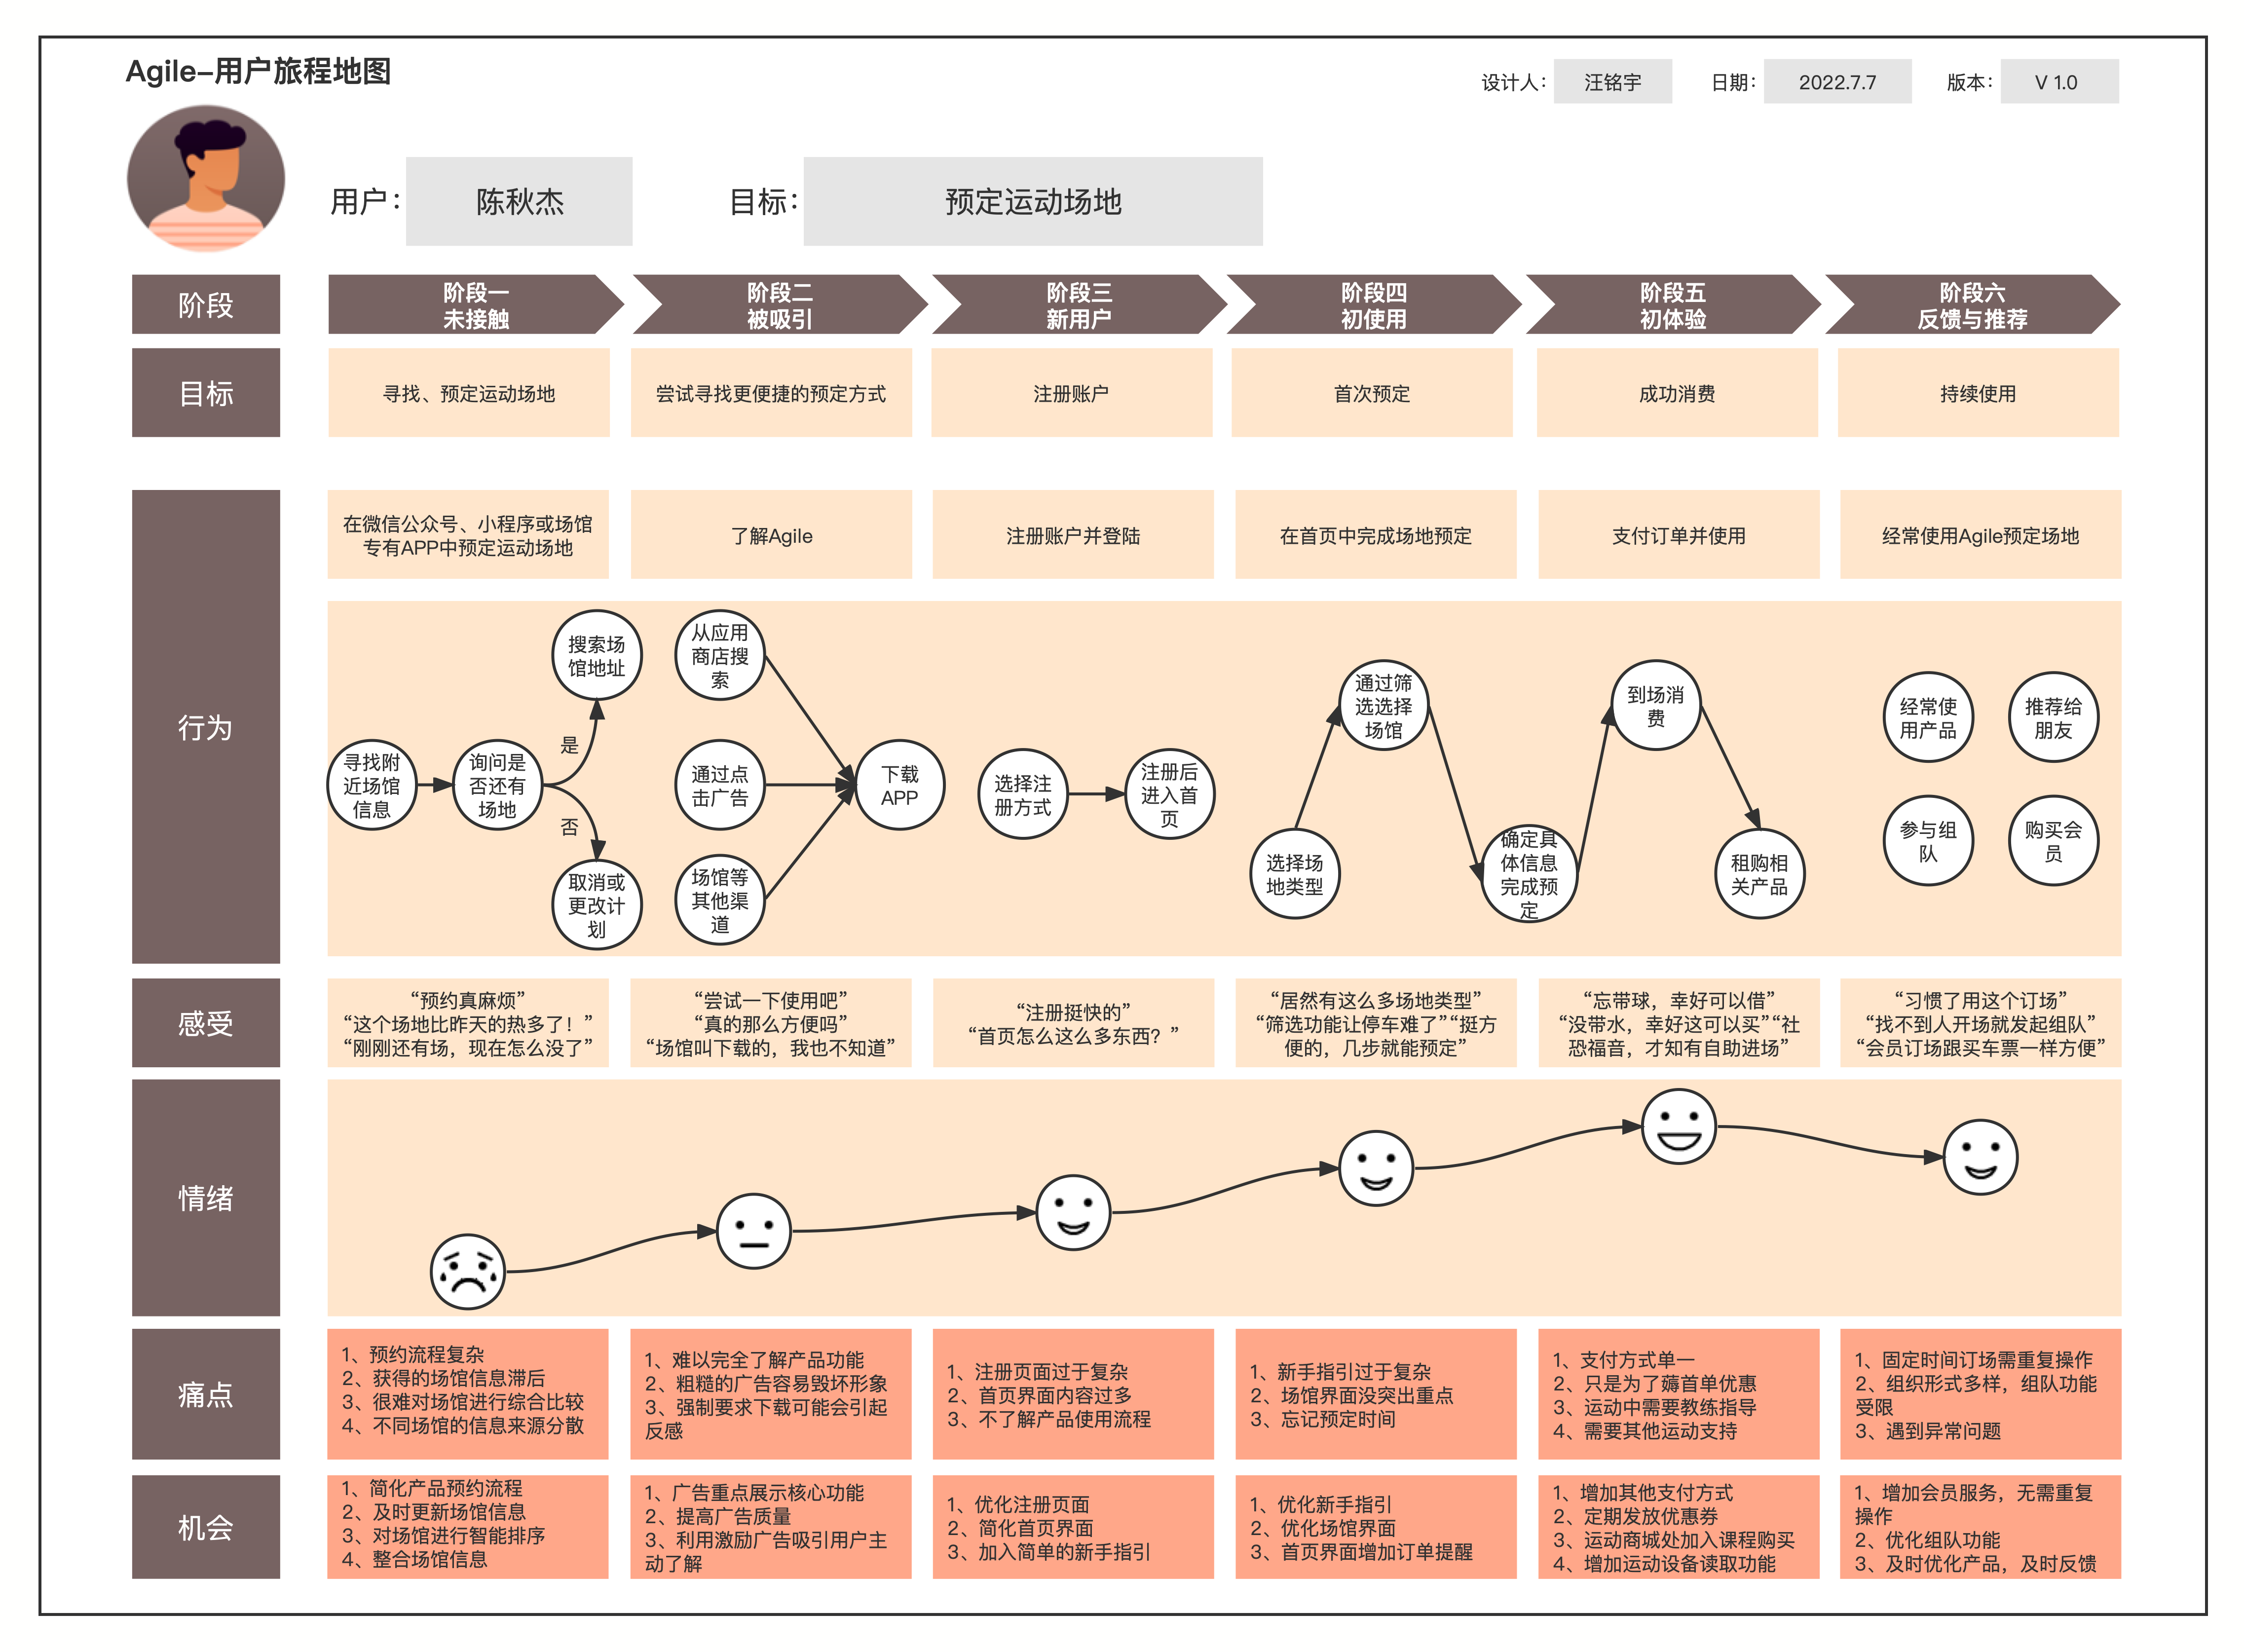 Agile-用户旅程地图
设计人：
汪铭宇
日期：
2022.7.7
版本：
V 1.0
用户：
陈秋杰
目标：
预定运动场地
阶段
阶段一
未接触
阶段二
被吸引
阶段三
新用户
阶段四
初使用
阶段五
初体验
阶段六
反馈与推荐
目标
寻找、预定运动场地
尝试寻找更便捷的预定方式
注册账户
首次预定
成功消费
持续使用
行为
在微信公众号、小程序或场馆
专有APP中预定运动场地
了解Agile
注册账户并登陆
在首页中完成场地预定
支付订单并使用
经常使用Agile预定场地
寻找附
近场馆
信息
询问是
否还有
场地
是
否
搜索场
馆地址
取消或
更改计
划
从应用
商店搜
索
通过点
击广告
场馆等
其他渠
道
下载
APP
选择注
册方式
注册后
进入首
页
选择场
地类型
通过筛
选选择
场馆
确定具
体信息
完成预
定
到场消
费
租购相
关产品
经常使
用产品
推荐给
朋友
参与组
队
购买会
员
感受
“预约真麻烦”
“这个场地比昨天的热多了！”
“刚刚还有场，现在怎么没了”
“尝试一下使用吧”
“真的那么方便吗”
“场馆叫下载的，我也不知道”
“注册挺快的”
“首页怎么这么多东西？”
“居然有这么多场地类型”
“筛选功能让停车难了”“挺方
便的，几步就能预定”
“忘带球，幸好可以借”
“没带水，幸好这可以买”“社
恐福音，才知有自助进场”
“习惯了用这个订场”
“找不到人开场就发起组队”
“会员订场跟买车票一样方便”
情绪
痛点
1、预约流程复杂
2、获得的场馆信息滞后
3、很难对场馆进行综合比较
4、不同场馆的信息来源分散
1、难以完全了解产品功能
2、粗糙的广告容易毁坏形象
3、强制要求下载可能会引起
反感
1、注册页面过于复杂
2、首页界面内容过多
3、不了解产品使用流程
1、新手指引过于复杂
2、场馆界面没突出重点
3、忘记预定时间
1、支付方式单一
2、只是为了薅首单优惠
3、运动中需要教练指导
4、需要其他运动支持
1、固定时间订场需重复操作
2、组织形式多样，组队功能
受限
3、遇到异常问题
机会
1、简化产品预约流程
2、及时更新场馆信息
3、对场馆进行智能排序
4、整合场馆信息
1、广告重点展示核心功能
2、提高广告质量
3、利用激励广告吸引用户主
动了解
1、优化注册页面
2、简化首页界面
3、加入简单的新手指引
1、优化新手指引
2、优化场馆界面
3、首页界面增加订单提醒
1、增加其他支付方式
2、定期发放优惠券
3、运动商城处加入课程购买
4、增加运动设备读取功能
1、增加会员服务，无需重复
操作
2、优化组队功能
3、及时优化产品，及时反馈